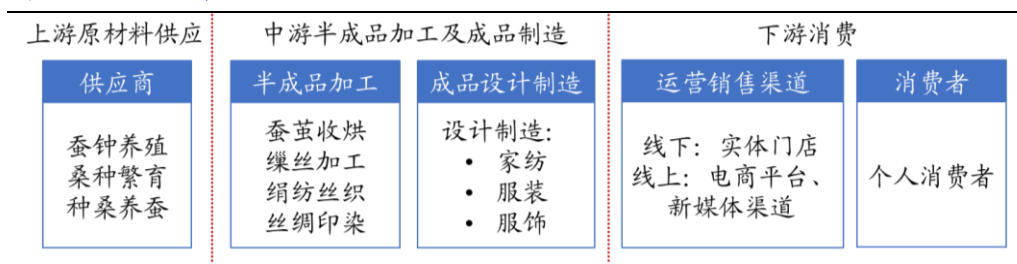 上游原材料供应
中游半成品加工及成品制造
下游消费
供应商
蚕钟养殖
桑种繁育
种桑养蚕
半成品加工
蚕茧收烘
缫丝加工
绢纺丝织
丝绸印染
成品设计制造
设计制造:
• 家纺
• 服装
• 服饰
运营销售渠道
线下: 实体门店
线上: 电商平台、
新媒体渠道
消费者
个人消费者